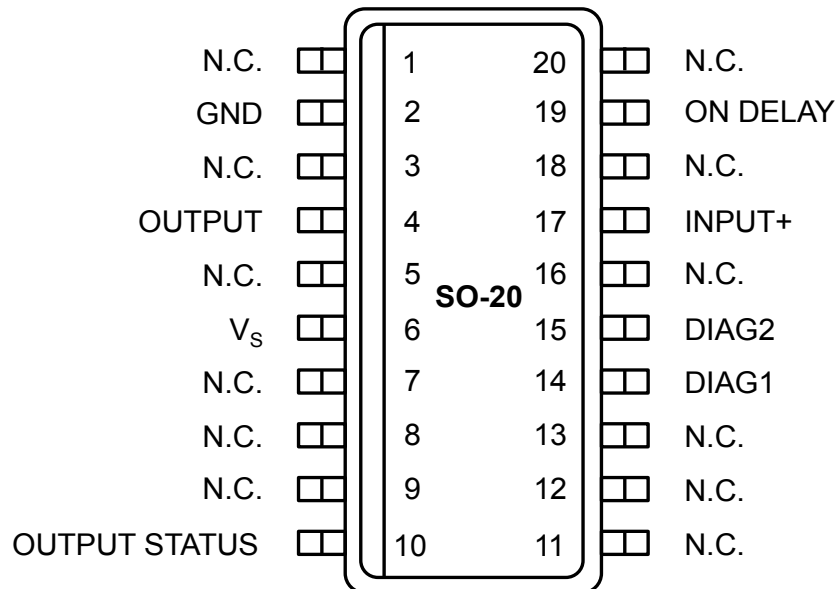 N.C. 1 20 N.C.
GND 2 19 ON DELAY
N.C. 3 18 N.C.
OUTPUT 4 17 INPUT+
N.C. 5 16 N.C.
SO-20
VS 6 15 DIAG2
N.C. 7 14 DIAG1
N.C. 8 13 N.C.
N.C. 9 12 N.C.
OUTPUT STATUS 10 11 N.C.